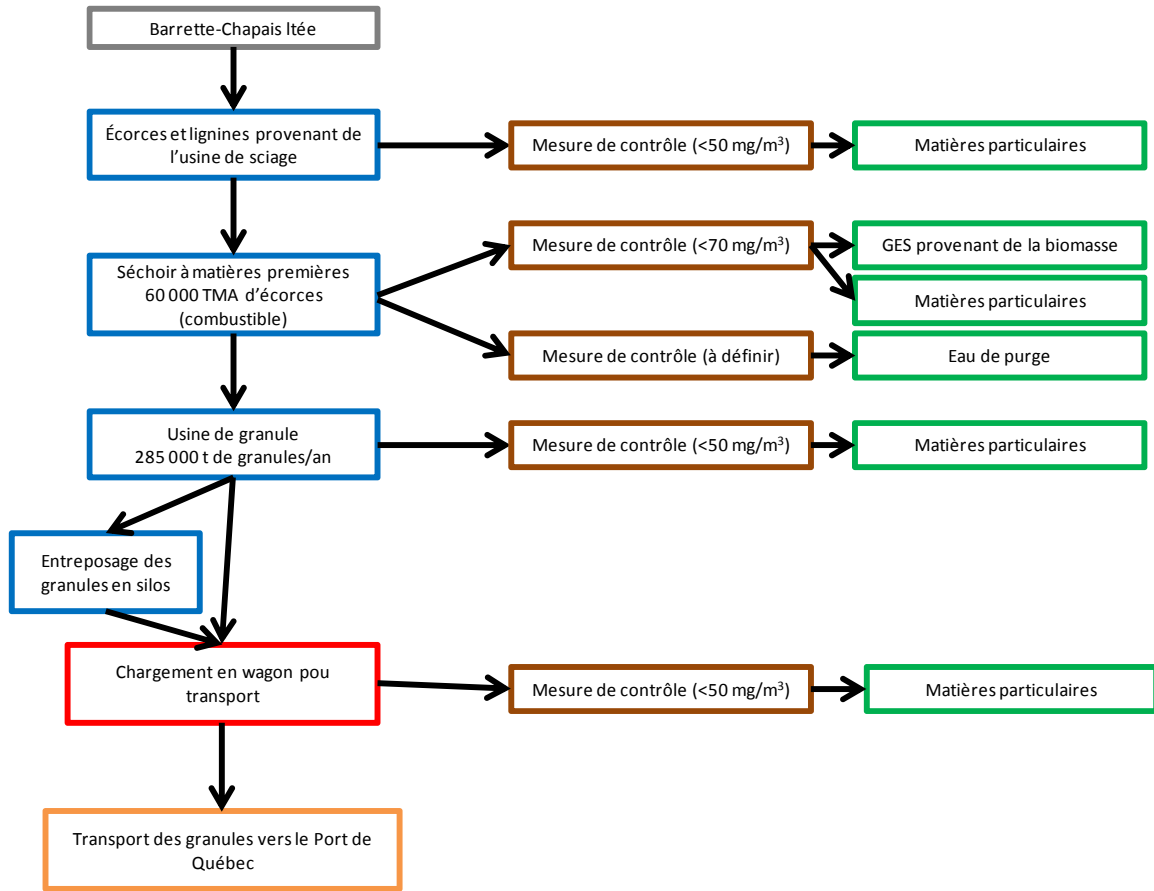 Barrette-Chapais ltée
Écorces et lignines provenant de
l'usine de sciage
Mesure de contrôle (<50 mg/m³)
Matières particulaires
Séchoir à matières premières
60 000 TMA d'écorces
(combustible)
Mesure de contrôle (<70 mg/m³)
GES provenant de la biomasse
Matières particulaires
Mesure de contrôle (à définir)
Eau de purge
Usine de granule
285 000 t de granules/an
Mesure de contrôle (<50 mg/m³)
Matières particulaires
Entreposage des
granules en silos
Chargement en wagon pou
transport
Mesure de contrôle (<50 mg/m³)
Matières particulaires
Transport des granules vers le Port de
Québec